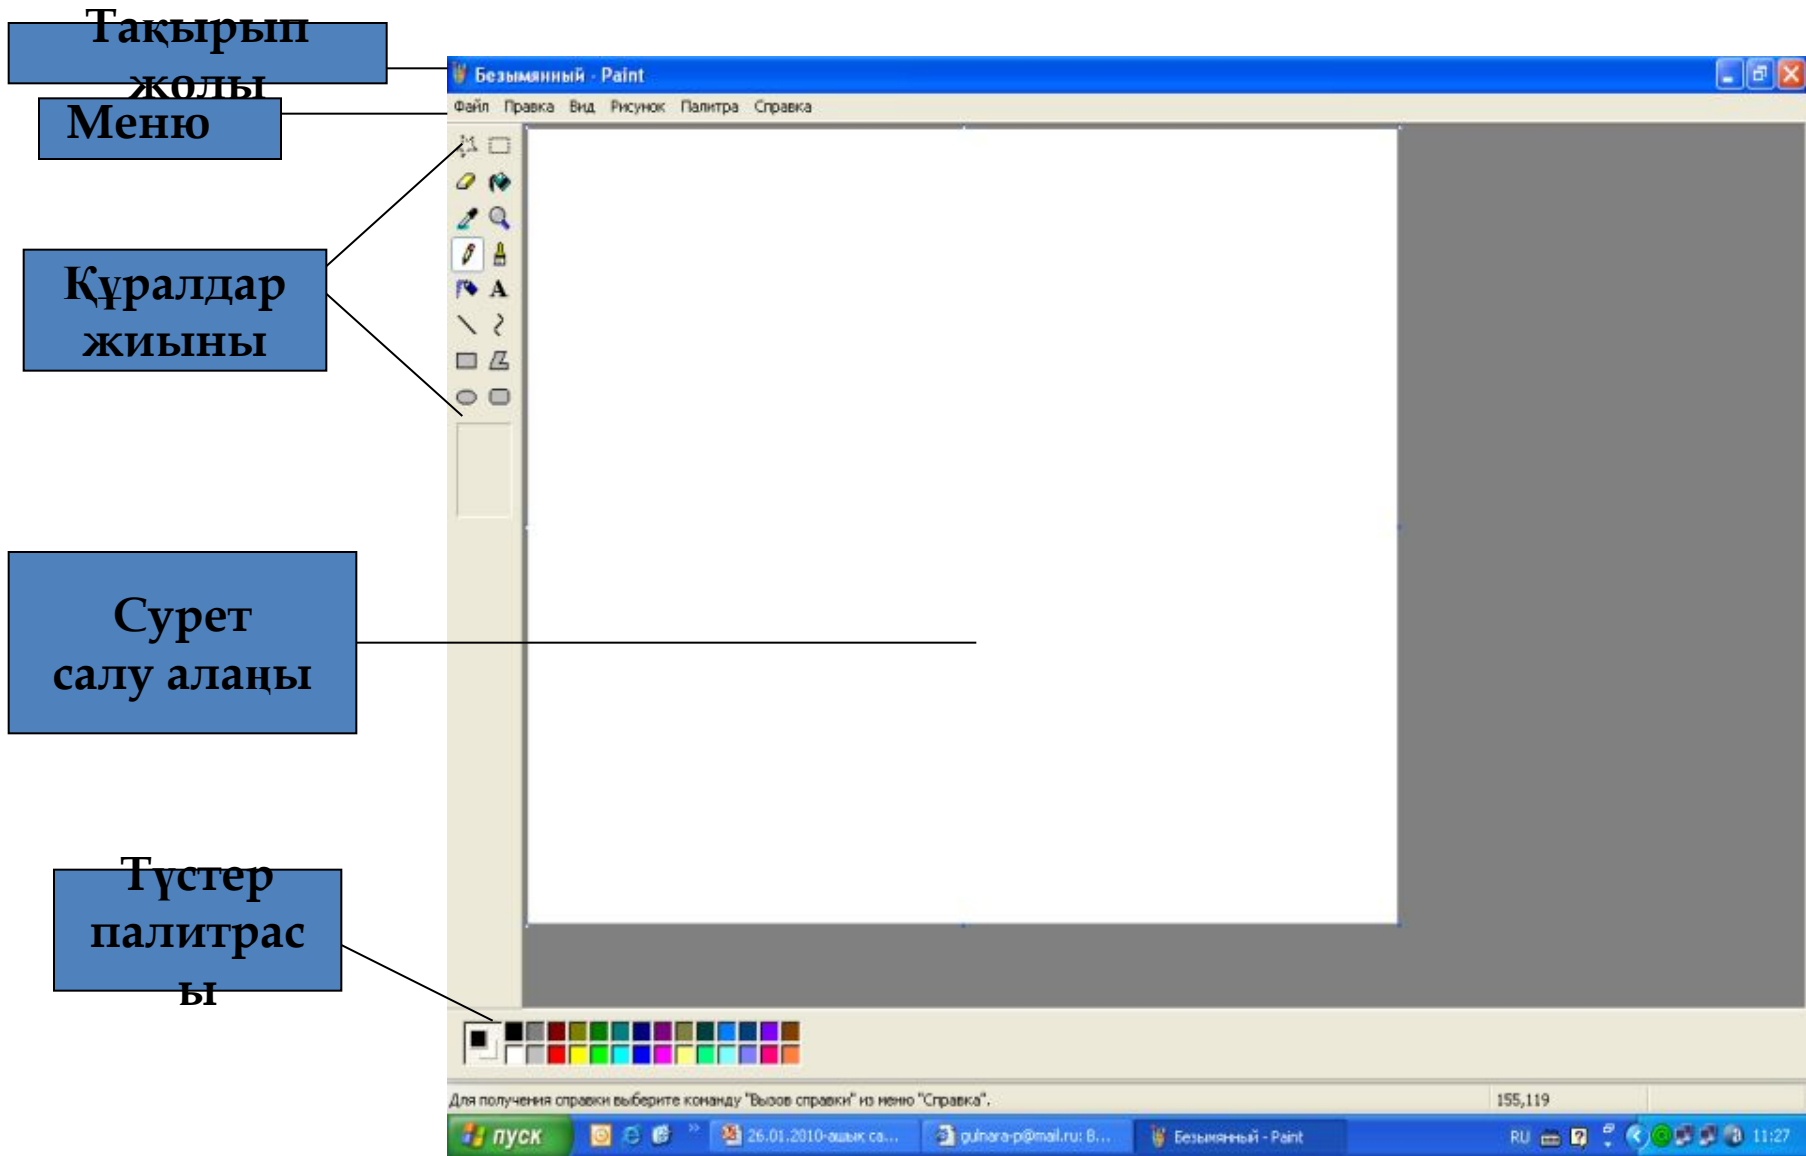 Тақырып
жолы
Меню
Құралдар
жиыны
Сурет
салу алаңы
Түстер
палитрас
ы
Безымянный - Paint
Файл Правка Вид Рисунок Палитра Справка
A
Для получения справки выберите команду "Вызов справки" из меню "Справка".
155,119
пуск
26.01.2010-ашык са...
gulnara-p@mail.ru: В...
Безымянный - Paint
RU
11:27